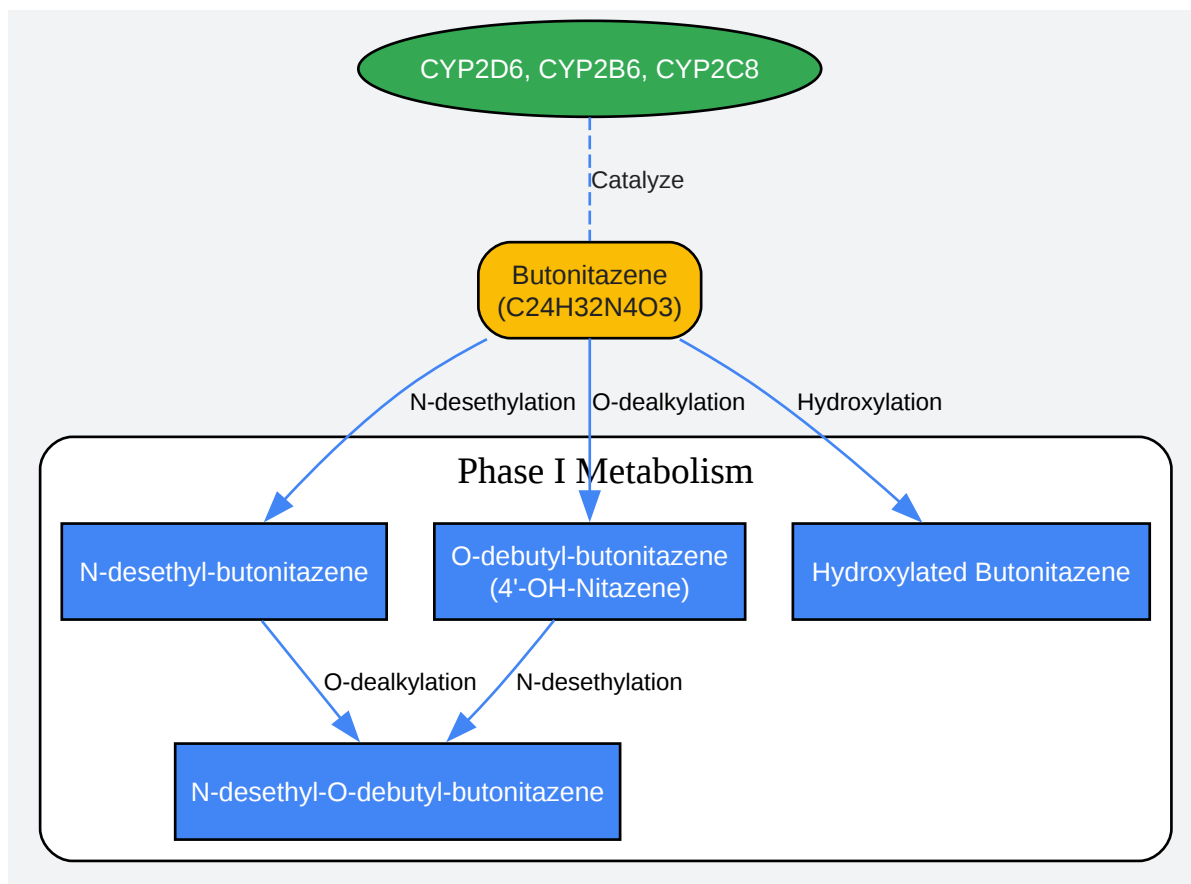 CYP2D6, CYP2B6, CYP2C8
Catalyze
Butonitazene
(C24H32N4O3)
N-desethylation
O-dealkylation
Hydroxylation
Phase I Metabolism
N-desethyl-butonitazene
O-debutyl-butonitazene
(4'-OH-Nitazene)
Hydroxylated Butonitazene
O-dealkylation
N-desethylation
N-desethyl-O-debutyl-butonitazene